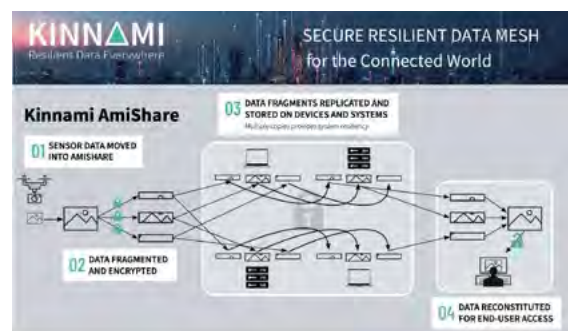 KINNAMI
Resilient Data Everywhere
SECURE RESILIENT DATA MESH
for the Connected World
Kinnami AmiShare
01 SENSOR DATA MOVED
INTO AMISHARE
02 DATA FRAGMENTED
AND ENCRYPTED
03 DATA FRAGMENTS REPLICATED AND
STORED ON DEVICES AND SYSTEMS
Multiple copies provides system resiliency
04 DATA RECONSTITUTED
FOR END-USER ACCESS